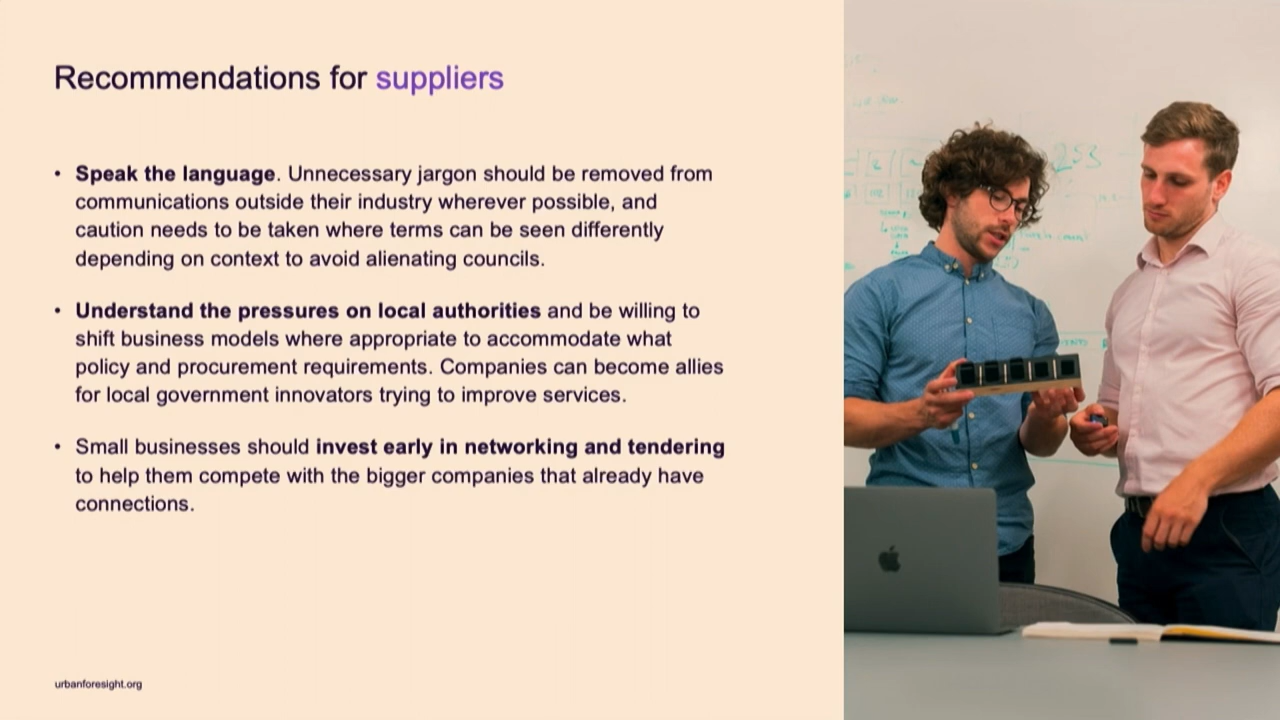 Recommendations for suppliers
• Speak the language. Unnecessary jargon should be removed from
communications outside their industry wherever possible, and
caution needs to be taken where terms can be seen differently
depending on context to avoid alienating councils.
• Understand the pressures on local authorities and be willing to
shift business models where appropriate to accommodate what
policy and procurement requirements. Companies can become allies
for local government innovators trying to improve services.
• Small businesses should invest early in networking and tendering
to help them compete with the bigger companies that already have
connections.
urbanforesight.org
253